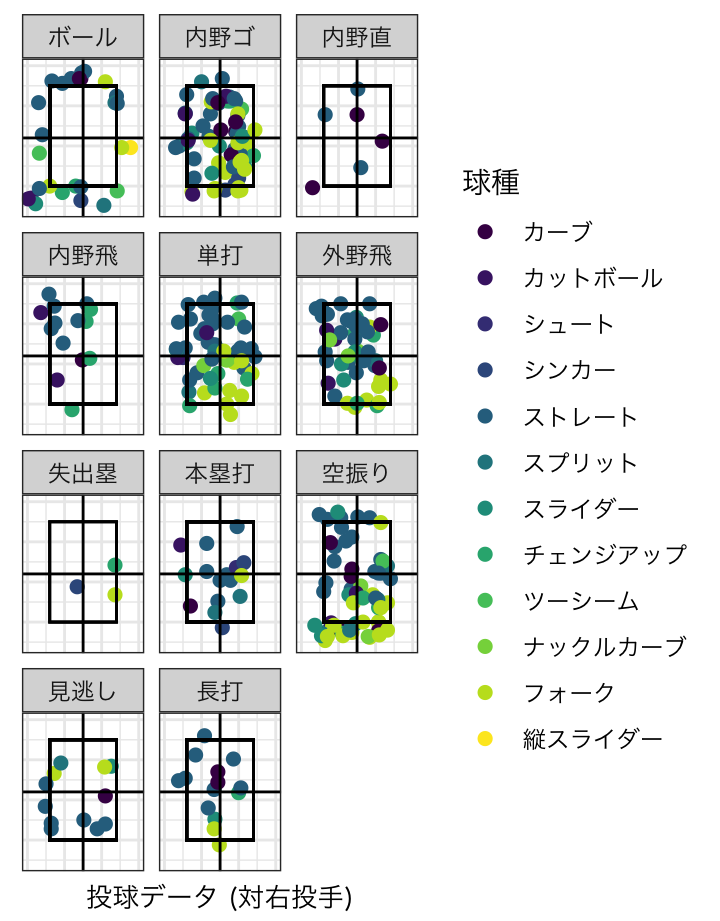 ボール
内野ゴ
内野直
内野飛
単打
外野飛
失出塁
本塁打
空振り
見逃し
長打
投球データ (対右投手)
球種
カーブ
カットボール
シュート
シンカー
ストレート
スプリット
スライダー
チェンジアップ
ツーシーム
ナックルカーブ
フォーク
縦スライダー